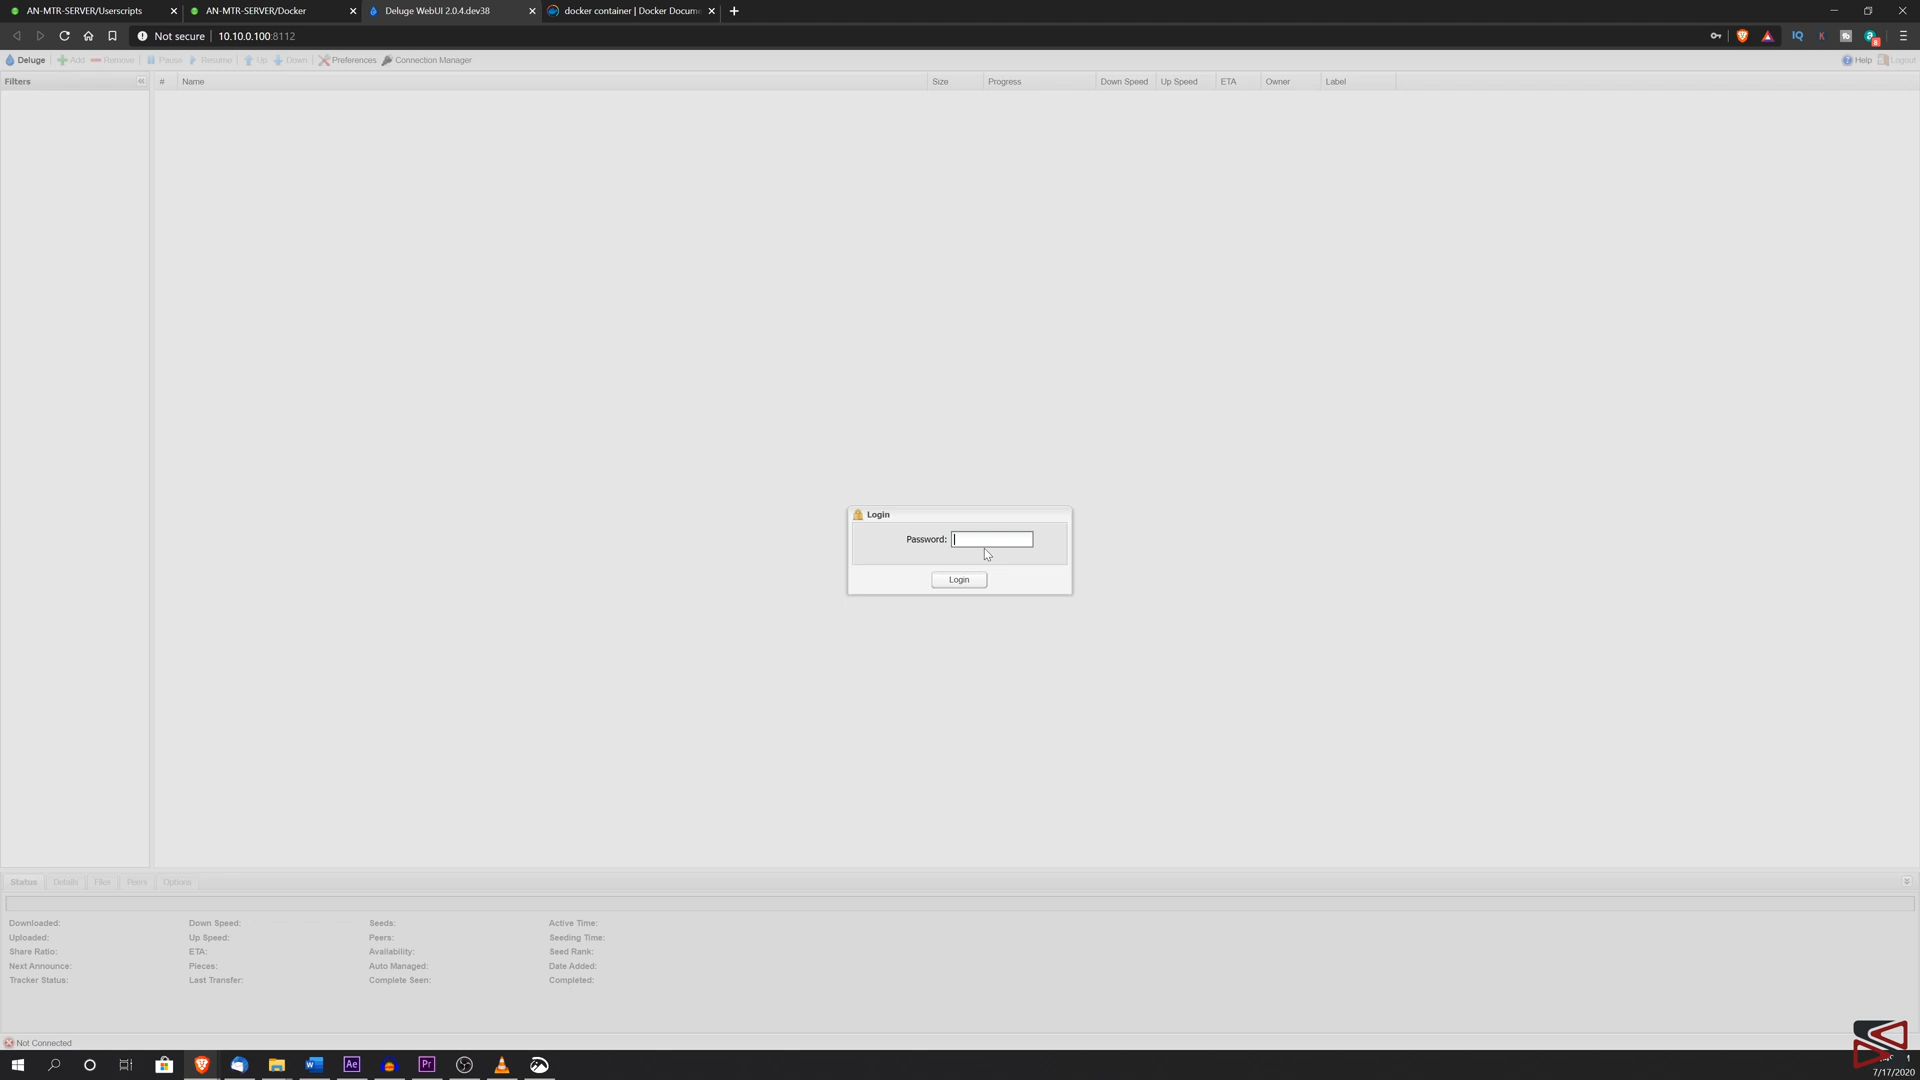 AN-MTR-SERVER/Userscripts AN-MTR-SERVER/Docker Deluge WebUI 2.0.4.dev38 docker container | Docker Docum
Not secure 10.10.0.100:8112
Deluge Add Remove Pause Resume Up Down Preferences Connection Manager Help Logout
Filters # Name Size Progress Down Speed Up Speed ETA Owner Label
Login
Password:
Login
Status Details Files Peers Options
Downloaded: Down Speed: Seeds: Active Time:
Uploaded: Up Speed: Peers: Seeding Time:
Share Ratio: ETA: Availability: Seed Rank:
Next Announce: Pieces: Auto Managed: Date Added:
Tracker Status: Last Transfer: Complete Seen: Completed:
Not Connected
Ae Pr
7/17/2020